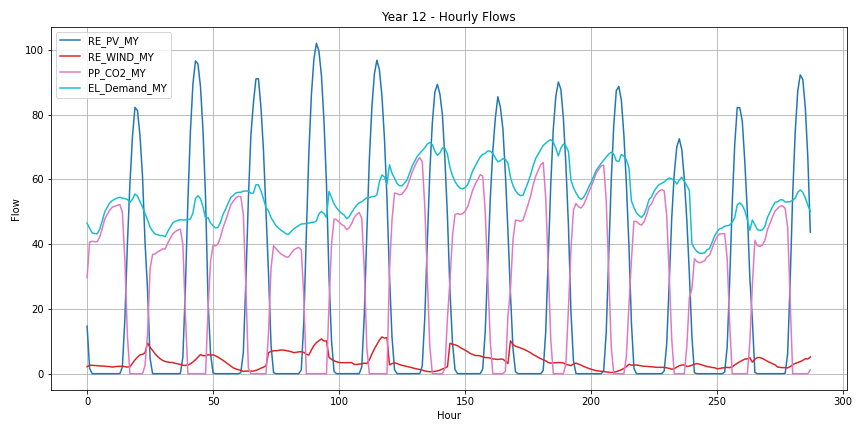 Year 12 - Hourly Flows
RE_PV_MY
RE_WIND_MY
PP_CO2_MY
EL_Demand_MY
Flow
100
80
60
40
20
0
0 50 100 150 200 250 300
Hour